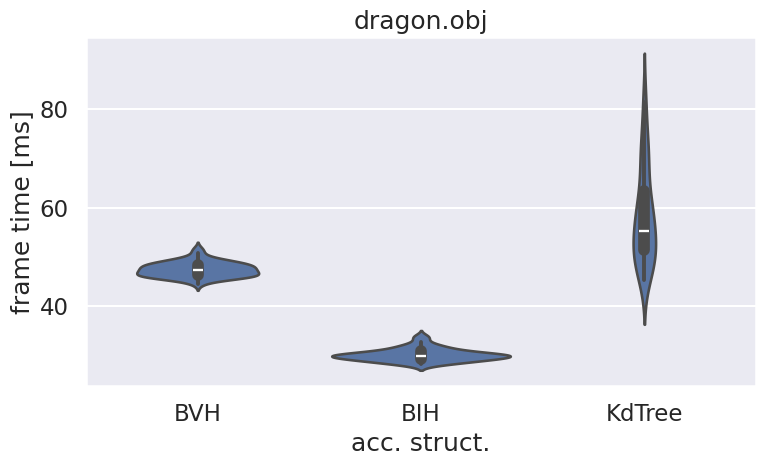 dragon.obj
frame time [ms]
80
60
40
BVH BIH KdTree
acc. struct.